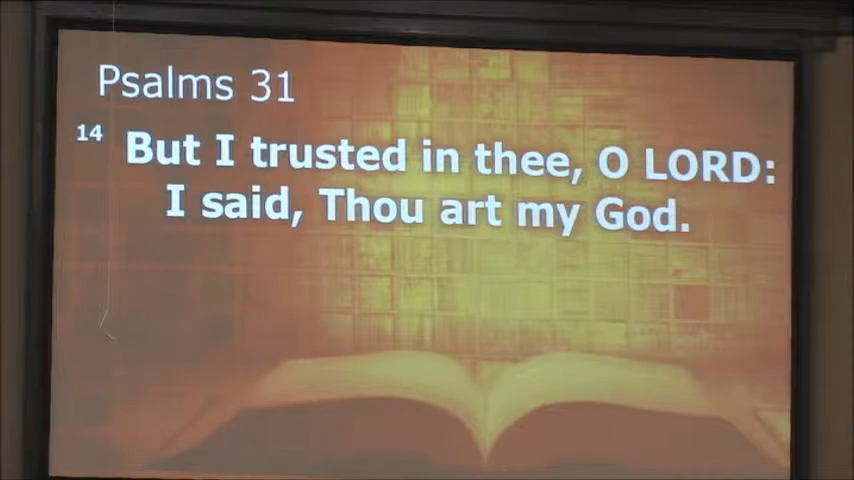 Psalms 31
14 But I trusted in thee, O LORD:
I said, Thou art my God.